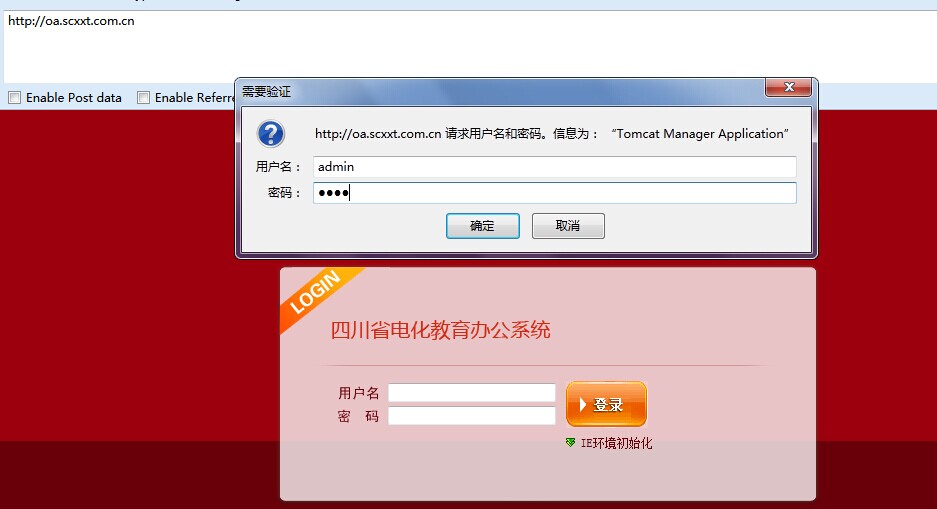 http://oa.scxxt.com.cn
Enable Post data Enable Referre
需要验证
http://oa.scxxt.com.cn 请求用户名和密码。信息为： “Tomcat Manager Application”
用户名： admin
密码： ●●●●
确定 取消
LOGIN
四川省电化教育办公系统
用户名
密 码
登录
IE环境初始化